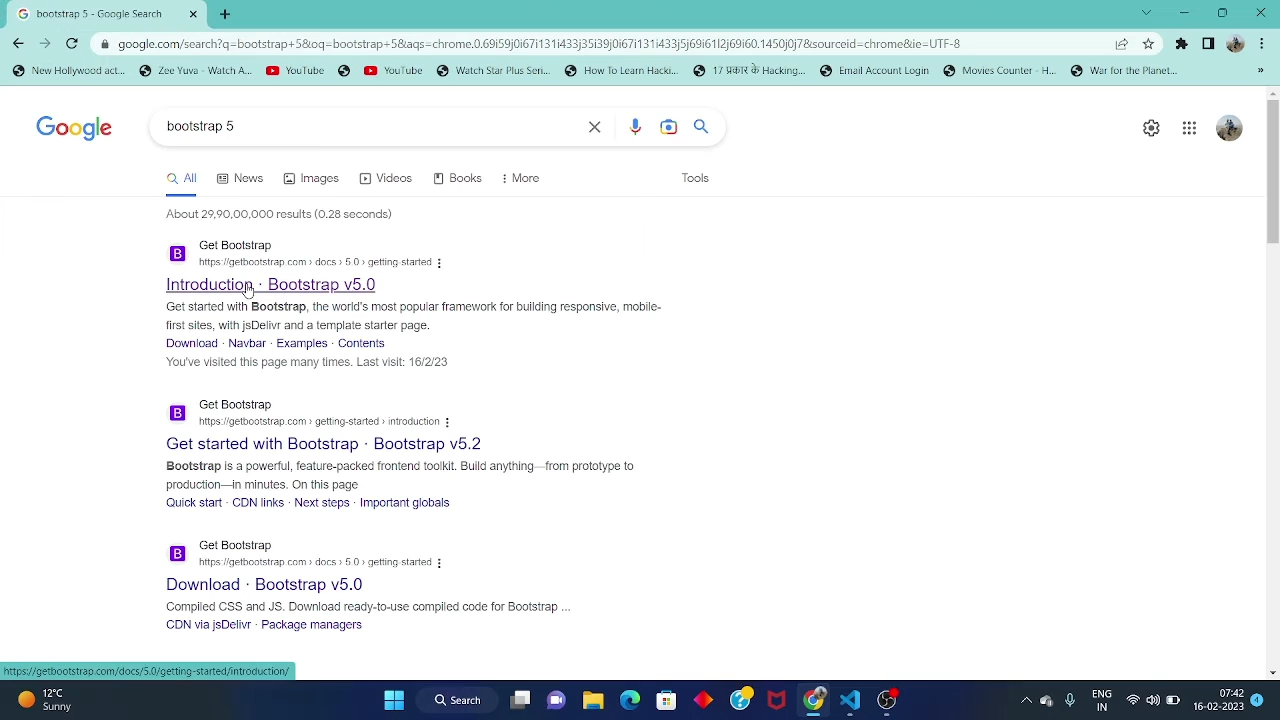 bootstrap 5 - Google Search
google.com/search?q=bootstrap+5&oq=bootstrap+5&aqs=chrome.0.69i59j0i67i131i433j35i39j0i67i131i433j5j69i61l2j69i60.1450j0j7&sourceid=chrome&ie=UTF-8
New Hollywood act... Zee Yuva - Watch A... YouTube YouTube Watch Star Plus Seri... How To Learn Hacki... 17 प्रकार के Hacking... Email Account Login Movies Counter - H... War for the Planet... »
Google
bootstrap 5
All News Images Videos Books More Tools
About 29,90,00,000 results (0.28 seconds)
B
Get Bootstrap
https://getbootstrap.com › docs › 5.0 › getting-started
Introduction · Bootstrap v5.0
Get started with Bootstrap, the world's most popular framework for building responsive, mobile-
first sites, with jsDelivr and a template starter page.
Download · Navbar · Examples · Contents
You've visited this page many times. Last visit: 16/2/23
B
Get Bootstrap
https://getbootstrap.com › getting-started › introduction
Get started with Bootstrap · Bootstrap v5.2
Bootstrap is a powerful, feature-packed frontend toolkit. Build anything—from prototype to
production—in minutes. On this page
Quick start · CDN links · Next steps · Important globals
B
Get Bootstrap
https://getbootstrap.com › docs › 5.0 › getting-started
Download · Bootstrap v5.0
Compiled CSS and JS. Download ready-to-use compiled code for Bootstrap ...
CDN via jsDelivr · Package managers
https://getbootstrap.com/docs/5.0/getting-started/introduction/
12°C
Sunny
Search
ENG
IN
07:42
16-02-2023
4